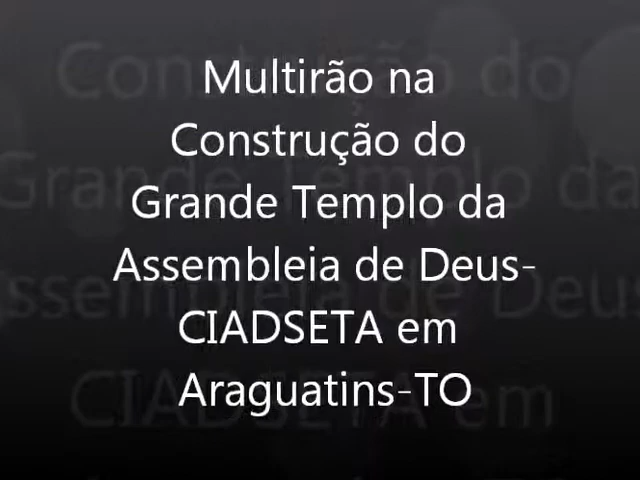 Multirão na
Construção do
Grande Templo da
Assembleia de Deus-
CIADSETA em
Araguatins-TO